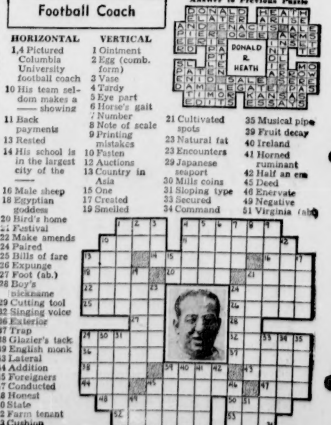 Football Coach
HORIZONTAL
1,4 Pictured
Columbia
University
football coach
10 His team sel-
dom makes a
—— showing
11 Back
payments
13 Rested
14 His school is
in the largest
city of the
——
16 Male sheep
18 Egyptian
goddess
20 Bird's home
21 Festival
22 Make amends
24 Paired
25 Bills of fare
26 Expunge
27 Foot (ab.)
28 Boy's
nickname
29 Cutting tool
32 Singing voice
36 Exterior
37 Trap
38 Glazier's tack
39 English monk
43 Lateral
44 Addition
45 Foreigners
47 Conducted
48 Honest
50 State
52 Farm tenant
53 Cushion
VERTICAL
1 Ointment
2 Egg (comb.
form)
3 Vase
4 Tardy
5 Eye part
6 Horse's gait
7 Number
8 Note of scale
9 Printing
mistakes
10 Fasten
12 Auctions
13 Country in
Asia
15 One
17 Created
19 Smelled
Answer to Previous Puzzle
DONALD
R.
HEATH
21 Cultivated
spots
23 Natural fat
23 Encounters
29 Japanese
seaport
30 Mills coins
31 Sloping type
33 Secured
34 Command
35 Musical pipe
39 Fruit decay
40 Ireland
41 Horned
ruminant
42 Half an em
45 Deed
46 Enervate
49 Negative
51 Virginia (ab.)